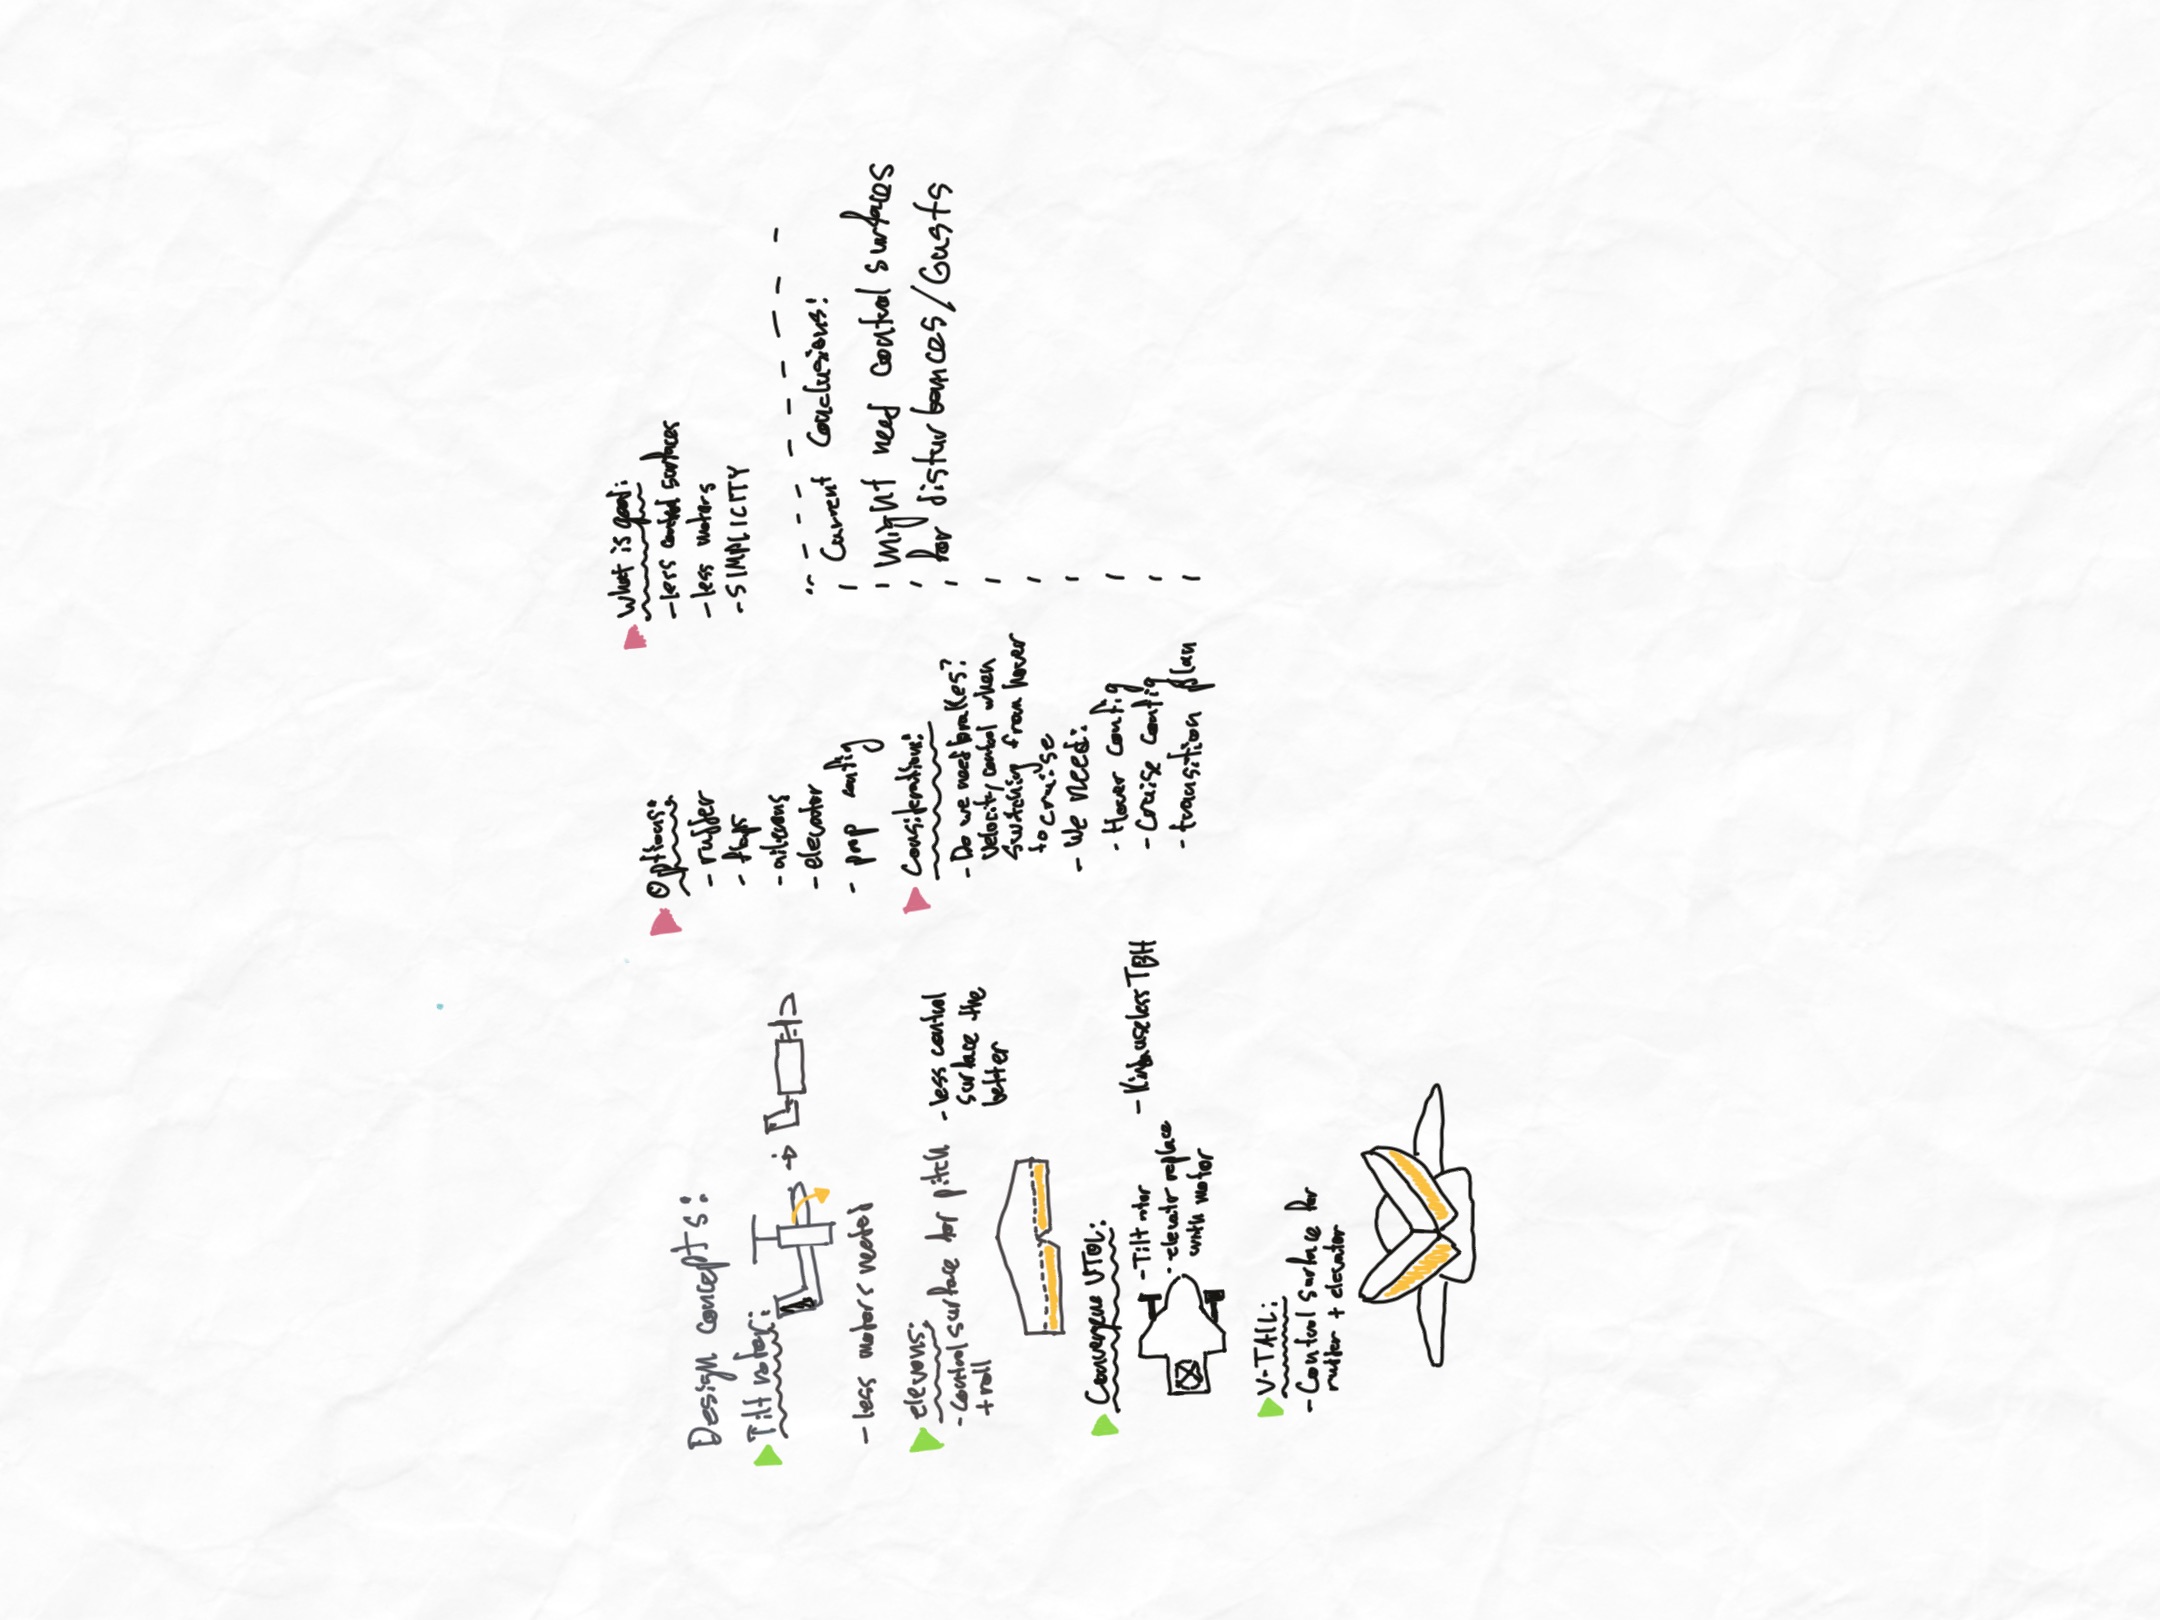 Design concepts:
Tilt rotor:
- less motors needed
elevons:
- control surface for pitch
+ roll
- less control
surface the
better
Convergence VTOL:
- Tilt rotor
- elevator replace
with motor
- Kinda useless TBH
V-TAIL:
- Control surface for
rudder + elevator
Options:
- rudder
- flaps
- ailerons
- elevator
- prop config
Considerations:
- Do we need brakes?
velocity control when
switching from hover
to cruise
- We need:
- Hover config
- Cruise config
- transition plan
What is good:
- less control surfaces
- less motors
- SIMPLICITY
Current Conclusions:
might need control surfaces
for disturbances/Gusts